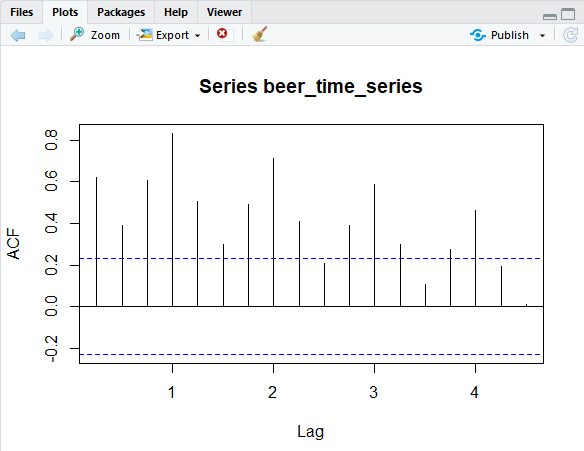 Files Plots Packages Help Viewer
Zoom Export Publish
Series beer_time_series
ACF
0.8
0.6
0.4
0.2
0.0
-0.2
1 2 3 4
Lag